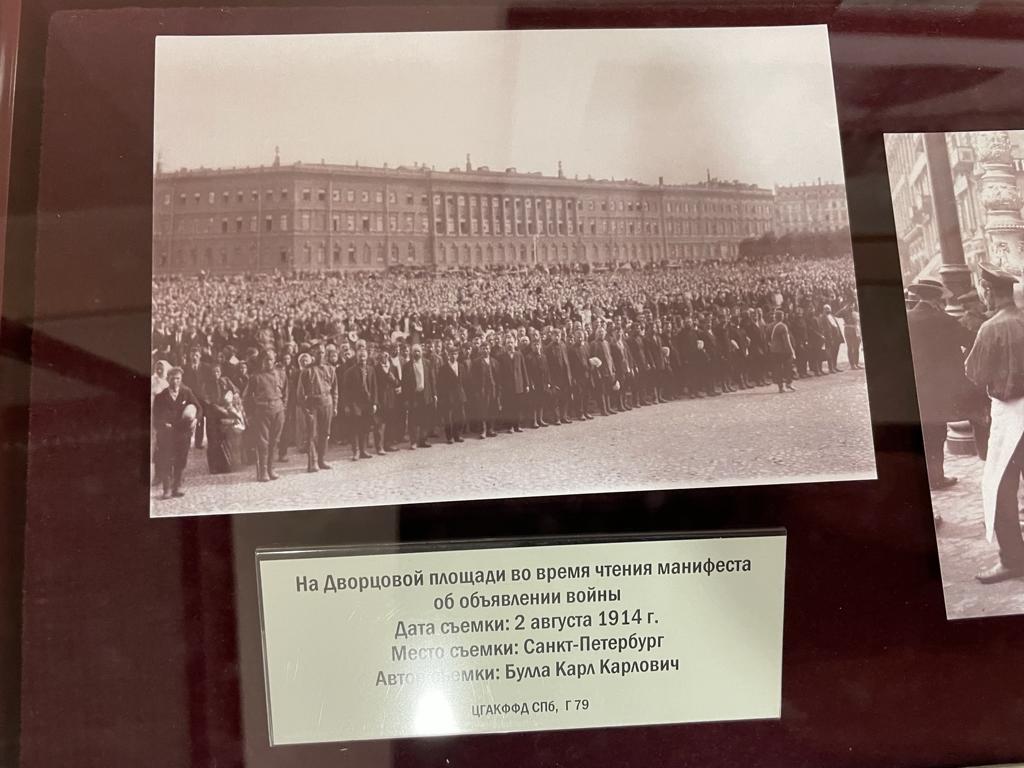 На Дворцовой площади во время чтения манифеста
об объявлении войны
Дата съемки: 2 августа 1914 г.
Место съемки: Санкт-Петербург
Автор съемки: Булла Карл Карлович
ЦГАКФФД СПб, Г 79